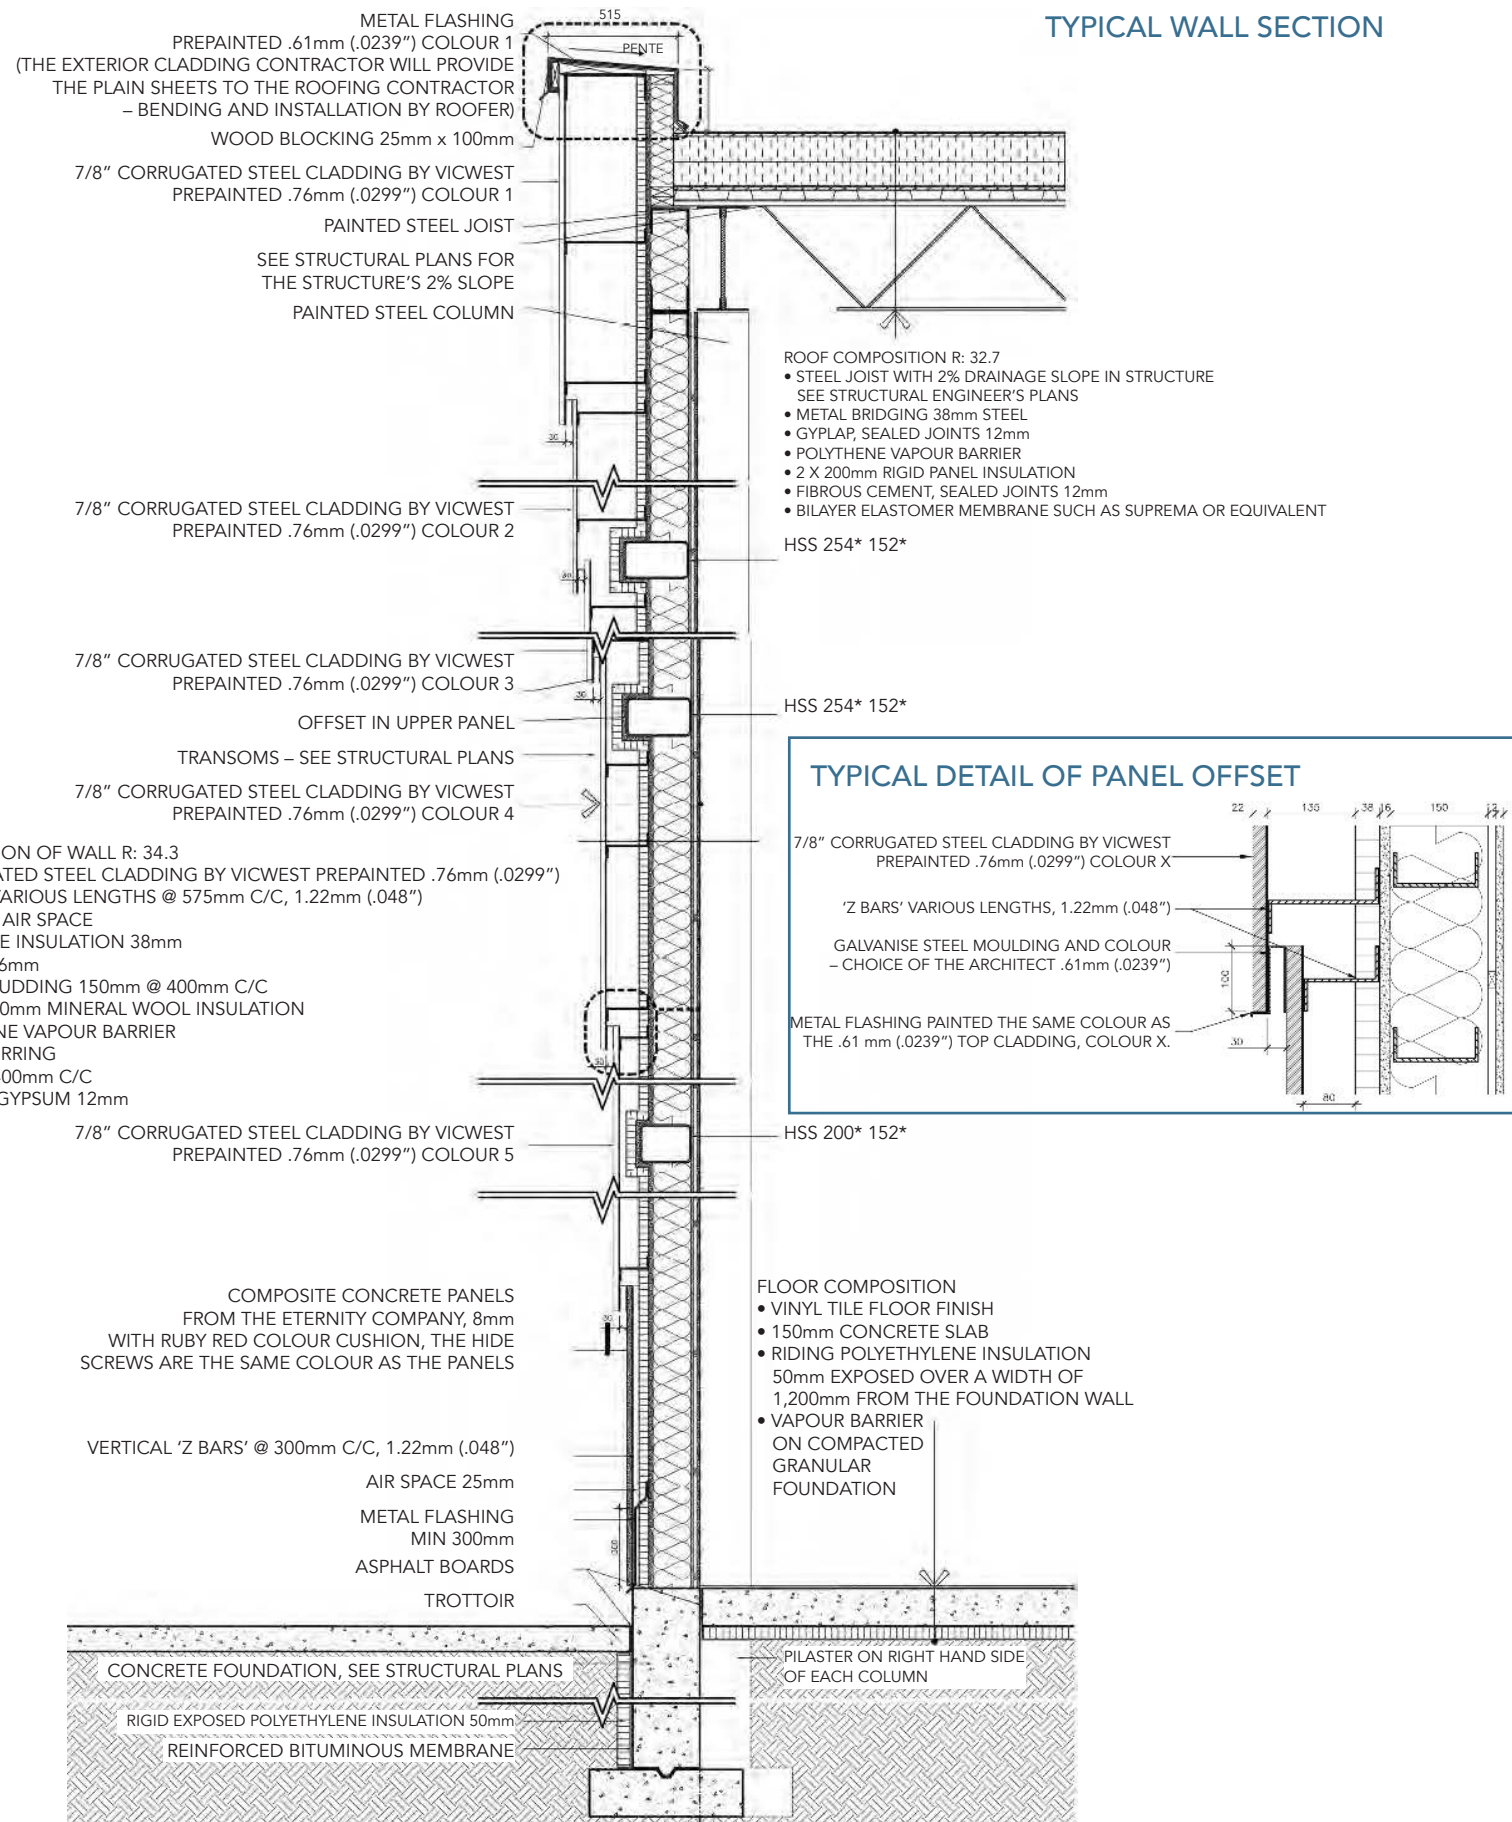 TYPICAL WALL SECTION
515
PENTE
METAL FLASHING
PREPAINTED .61mm (.0239”) COLOUR 1
(THE EXTERIOR CLADDING CONTRACTOR WILL PROVIDE
THE PLAIN SHEETS TO THE ROOFING CONTRACTOR
– BENDING AND INSTALLATION BY ROOFER)
WOOD BLOCKING 25mm x 100mm
7/8” CORRUGATED STEEL CLADDING BY VICWEST
PREPAINTED .76mm (.0299”) COLOUR 1
PAINTED STEEL JOIST
SEE STRUCTURAL PLANS FOR
THE STRUCTURE’S 2% SLOPE
PAINTED STEEL COLUMN
ROOF COMPOSITION R: 32.7
• STEEL JOIST WITH 2% DRAINAGE SLOPE IN STRUCTURE
SEE STRUCTURAL ENGINEER’S PLANS
• METAL BRIDGING 38mm STEEL
• GYPLAP, SEALED JOINTS 12mm
• POLYTHENE VAPOUR BARRIER
• 2 X 200mm RIGID PANEL INSULATION
• FIBROUS CEMENT, SEALED JOINTS 12mm
• BILAYER ELASTOMER MEMBRANE SUCH AS SUPREMA OR EQUIVALENT
30
7/8” CORRUGATED STEEL CLADDING BY VICWEST
PREPAINTED .76mm (.0299”) COLOUR 2
HSS 254* 152*
30
7/8” CORRUGATED STEEL CLADDING BY VICWEST
PREPAINTED .76mm (.0299”) COLOUR 3
30
OFFSET IN UPPER PANEL
HSS 254* 152*
TRANSOMS – SEE STRUCTURAL PLANS
7/8” CORRUGATED STEEL CLADDING BY VICWEST
PREPAINTED .76mm (.0299”) COLOUR 4
TYPICAL DETAIL OF PANEL OFFSET
22 135 38 16 150 12
7/8” CORRUGATED STEEL CLADDING BY VICWEST
PREPAINTED .76mm (.0299”) COLOUR X
‘Z BARS’ VARIOUS LENGTHS, 1.22mm (.048”)
GALVANISE STEEL MOULDING AND COLOUR
– CHOICE OF THE ARCHITECT .61mm (.0239”)
100
METAL FLASHING PAINTED THE SAME COLOUR AS
THE .61 mm (.0239”) TOP CLADDING, COLOUR X.
30
80
ON OF WALL R: 34.3
ATED STEEL CLADDING BY VICWEST PREPAINTED .76mm (.0299”)
VARIOUS LENGTHS @ 575mm C/C, 1.22mm (.048”)
AIR SPACE
E INSULATION 38mm
6mm
UDDING 150mm @ 400mm C/C
0mm MINERAL WOOL INSULATION
NE VAPOUR BARRIER
RRING
00mm C/C
GYPSUM 12mm
7/8” CORRUGATED STEEL CLADDING BY VICWEST
PREPAINTED .76mm (.0299”) COLOUR 5
HSS 200* 152*
COMPOSITE CONCRETE PANELS
FROM THE ETERNITY COMPANY, 8mm
WITH RUBY RED COLOUR CUSHION, THE HIDE
SCREWS ARE THE SAME COLOUR AS THE PANELS
FLOOR COMPOSITION
• VINYL TILE FLOOR FINISH
• 150mm CONCRETE SLAB
• RIDING POLYETHYLENE INSULATION
50mm EXPOSED OVER A WIDTH OF
1,200mm FROM THE FOUNDATION WALL
• VAPOUR BARRIER
ON COMPACTED
GRANULAR
FOUNDATION
VERTICAL ‘Z BARS’ @ 300mm C/C, 1.22mm (.048”)
AIR SPACE 25mm
METAL FLASHING
MIN 300mm
300
ASPHALT BOARDS
TROTTOIR
CONCRETE FOUNDATION, SEE STRUCTURAL PLANS
PILASTER ON RIGHT HAND SIDE
OF EACH COLUMN
RIGID EXPOSED POLYETHYLENE INSULATION 50mm
REINFORCED BITUMINOUS MEMBRANE